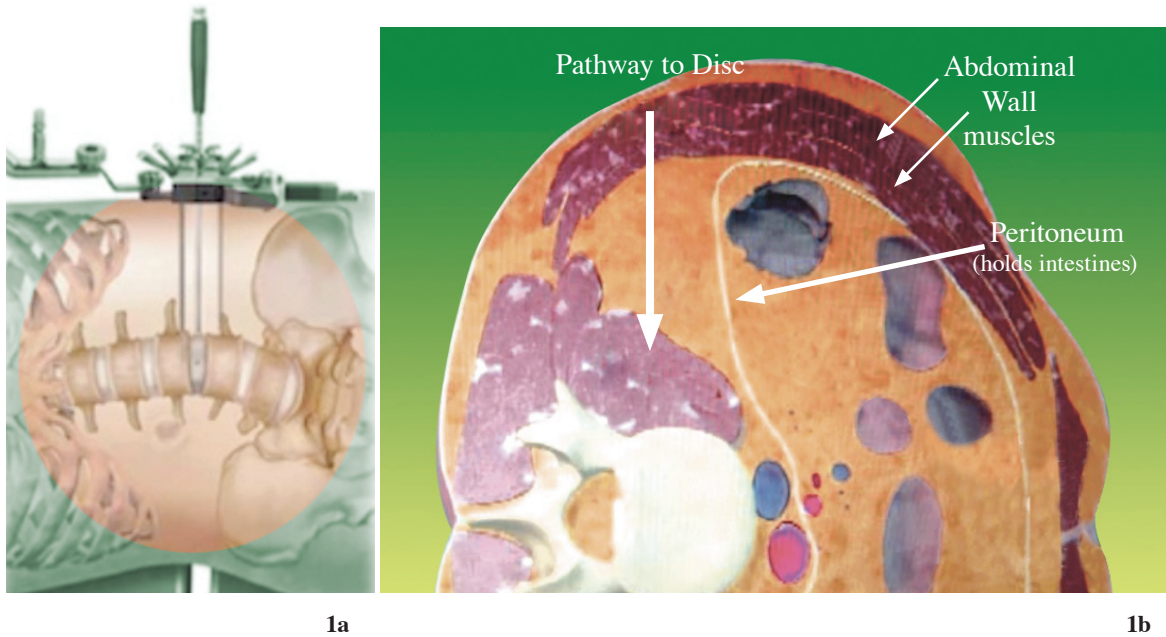 Pathway to Disc
Abdominal
Wall
muscles
Peritoneum
(holds intestines)
1a
1b